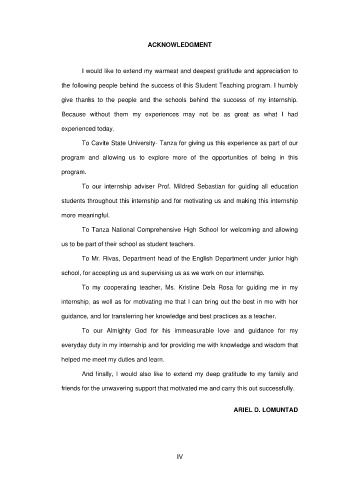 ACKNOWLEDGMENT
I would like to extend my warmest and deepest gratitude and appreciation to
the following people behind the success of this Student Teaching program. I humbly
give thanks to the people and the schools behind the success of my internship.
Because without them my experiences may not be as great as what I had
experienced today.
To Cavite State University- Tanza for giving us this experience as part of our
program and allowing us to explore more of the opportunities of being in this
program.
To our internship adviser Prof. Mildred Sebastian for guiding all education
students throughout this internship and for motivating us and making this internship
more meaningful.
To Tanza National Comprehensive High School for welcoming and allowing
us to be part of their school as student teachers.
To Mr. Rivas, Department head of the English Department under junior high
school, for accepting us and supervising us as we work on our internship.
To my cooperating teacher, Ms. Kristine Dela Rosa for guiding me in my
internship, as well as for motivating me that I can bring out the best in me with her
guidance, and for transferring her knowledge and best practices as a teacher.
To our Almighty God for his immeasurable love and guidance for my
everyday duty in my internship and for providing me with knowledge and wisdom that
helped me meet my duties and learn.
And finally, I would also like to extend my deep gratitude to my family and
friends for the unwavering support that motivated me and carry this out successfully.
ARIEL D. LOMUNTAD
IV